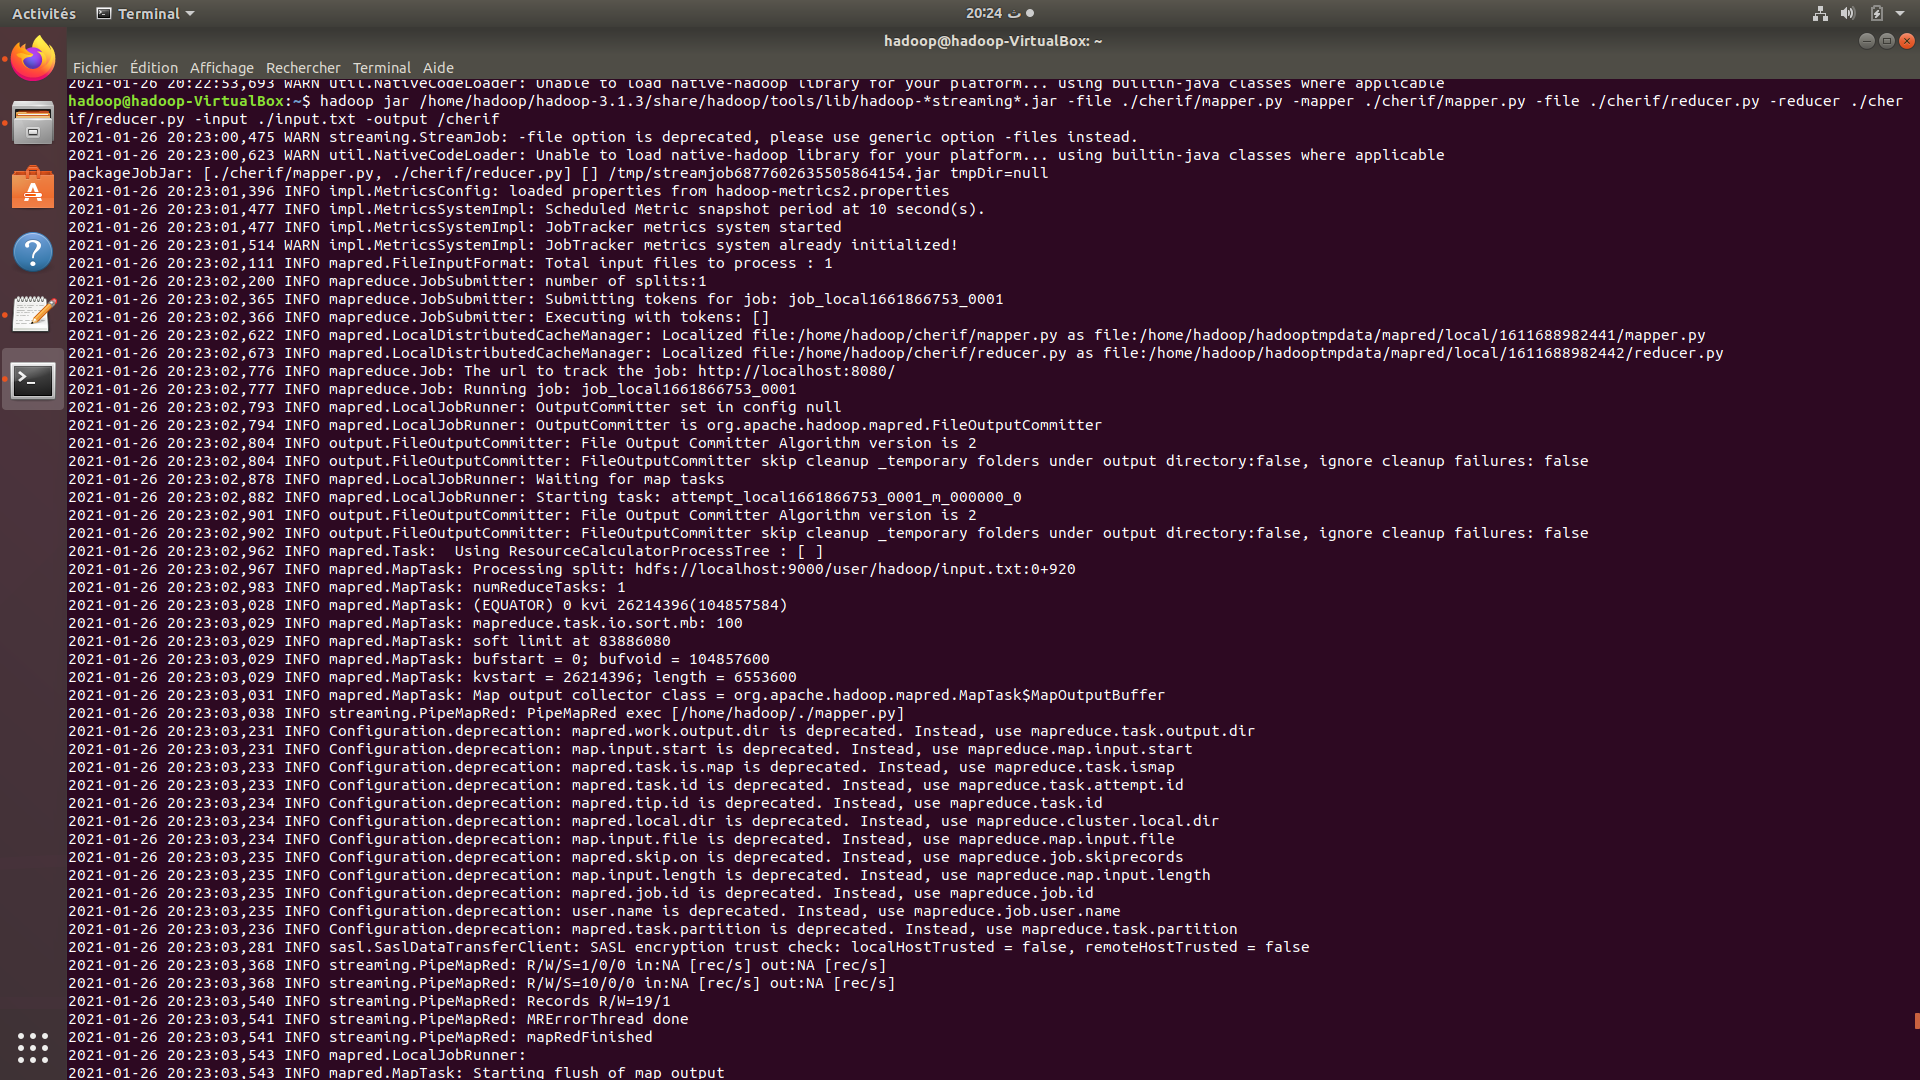 Activités Terminal 20:24 ث
hadoop@hadoop-VirtualBox: ~
Fichier Édition Affichage Rechercher Terminal Aide
2021-01-26 20:22:53,693 WARN util.NativeCodeLoader: Unable to load native-hadoop library for your platform... using builtin-java classes where applicable
hadoop@hadoop-VirtualBox:~$ hadoop jar /home/hadoop/hadoop-3.1.3/share/hadoop/tools/lib/hadoop-*streaming*.jar -file ./cherif/mapper.py -mapper ./cherif/mapper.py -file ./cherif/reducer.py -reducer ./cher
if/reducer.py -input ./input.txt -output /cherif
2021-01-26 20:23:00,475 WARN streaming.StreamJob: -file option is deprecated, please use generic option -files instead.
2021-01-26 20:23:00,623 WARN util.NativeCodeLoader: Unable to load native-hadoop library for your platform... using builtin-java classes where applicable
packageJobJar: [./cherif/mapper.py, ./cherif/reducer.py] [] /tmp/streamjob6877602635505864154.jar tmpDir=null
2021-01-26 20:23:01,396 INFO impl.MetricsConfig: loaded properties from hadoop-metrics2.properties
2021-01-26 20:23:01,477 INFO impl.MetricsSystemImpl: Scheduled Metric snapshot period at 10 second(s).
2021-01-26 20:23:01,477 INFO impl.MetricsSystemImpl: JobTracker metrics system started
2021-01-26 20:23:01,514 WARN impl.MetricsSystemImpl: JobTracker metrics system already initialized!
2021-01-26 20:23:02,111 INFO mapred.FileInputFormat: Total input files to process : 1
2021-01-26 20:23:02,200 INFO mapreduce.JobSubmitter: number of splits:1
2021-01-26 20:23:02,365 INFO mapreduce.JobSubmitter: Submitting tokens for job: job_local1661866753_0001
2021-01-26 20:23:02,366 INFO mapreduce.JobSubmitter: Executing with tokens: []
2021-01-26 20:23:02,622 INFO mapred.LocalDistributedCacheManager: Localized file:/home/hadoop/cherif/mapper.py as file:/home/hadoop/hadooptmpdata/mapred/local/1611688982441/mapper.py
2021-01-26 20:23:02,673 INFO mapred.LocalDistributedCacheManager: Localized file:/home/hadoop/cherif/reducer.py as file:/home/hadoop/hadooptmpdata/mapred/local/1611688982442/reducer.py
2021-01-26 20:23:02,776 INFO mapreduce.Job: The url to track the job: http://localhost:8080/
2021-01-26 20:23:02,777 INFO mapreduce.Job: Running job: job_local1661866753_0001
2021-01-26 20:23:02,793 INFO mapred.LocalJobRunner: OutputCommitter set in config null
2021-01-26 20:23:02,794 INFO mapred.LocalJobRunner: OutputCommitter is org.apache.hadoop.mapred.FileOutputCommitter
2021-01-26 20:23:02,804 INFO output.FileOutputCommitter: File Output Committer Algorithm version is 2
2021-01-26 20:23:02,804 INFO output.FileOutputCommitter: FileOutputCommitter skip cleanup _temporary folders under output directory:false, ignore cleanup failures: false
2021-01-26 20:23:02,878 INFO mapred.LocalJobRunner: Waiting for map tasks
2021-01-26 20:23:02,882 INFO mapred.LocalJobRunner: Starting task: attempt_local1661866753_0001_m_000000_0
2021-01-26 20:23:02,901 INFO output.FileOutputCommitter: File Output Committer Algorithm version is 2
2021-01-26 20:23:02,902 INFO output.FileOutputCommitter: FileOutputCommitter skip cleanup _temporary folders under output directory:false, ignore cleanup failures: false
2021-01-26 20:23:02,962 INFO mapred.Task:  Using ResourceCalculatorProcessTree : [ ]
2021-01-26 20:23:02,967 INFO mapred.MapTask: Processing split: hdfs://localhost:9000/user/hadoop/input.txt:0+920
2021-01-26 20:23:02,983 INFO mapred.MapTask: numReduceTasks: 1
2021-01-26 20:23:03,028 INFO mapred.MapTask: (EQUATOR) 0 kvi 26214396(104857584)
2021-01-26 20:23:03,029 INFO mapred.MapTask: mapreduce.task.io.sort.mb: 100
2021-01-26 20:23:03,029 INFO mapred.MapTask: soft limit at 83886080
2021-01-26 20:23:03,029 INFO mapred.MapTask: bufstart = 0; bufvoid = 104857600
2021-01-26 20:23:03,029 INFO mapred.MapTask: kvstart = 26214396; length = 6553600
2021-01-26 20:23:03,031 INFO mapred.MapTask: Map output collector class = org.apache.hadoop.mapred.MapTask$MapOutputBuffer
2021-01-26 20:23:03,038 INFO streaming.PipeMapRed: PipeMapRed exec [/home/hadoop/./mapper.py]
2021-01-26 20:23:03,231 INFO Configuration.deprecation: mapred.work.output.dir is deprecated. Instead, use mapreduce.task.output.dir
2021-01-26 20:23:03,231 INFO Configuration.deprecation: map.input.start is deprecated. Instead, use mapreduce.map.input.start
2021-01-26 20:23:03,233 INFO Configuration.deprecation: mapred.task.is.map is deprecated. Instead, use mapreduce.task.ismap
2021-01-26 20:23:03,233 INFO Configuration.deprecation: mapred.task.id is deprecated. Instead, use mapreduce.task.attempt.id
2021-01-26 20:23:03,234 INFO Configuration.deprecation: mapred.tip.id is deprecated. Instead, use mapreduce.task.id
2021-01-26 20:23:03,234 INFO Configuration.deprecation: mapred.local.dir is deprecated. Instead, use mapreduce.cluster.local.dir
2021-01-26 20:23:03,234 INFO Configuration.deprecation: map.input.file is deprecated. Instead, use mapreduce.map.input.file
2021-01-26 20:23:03,235 INFO Configuration.deprecation: mapred.skip.on is deprecated. Instead, use mapreduce.job.skiprecords
2021-01-26 20:23:03,235 INFO Configuration.deprecation: map.input.length is deprecated. Instead, use mapreduce.map.input.length
2021-01-26 20:23:03,235 INFO Configuration.deprecation: mapred.job.id is deprecated. Instead, use mapreduce.job.id
2021-01-26 20:23:03,235 INFO Configuration.deprecation: user.name is deprecated. Instead, use mapreduce.job.user.name
2021-01-26 20:23:03,236 INFO Configuration.deprecation: mapred.task.partition is deprecated. Instead, use mapreduce.task.partition
2021-01-26 20:23:03,281 INFO sasl.SaslDataTransferClient: SASL encryption trust check: localHostTrusted = false, remoteHostTrusted = false
2021-01-26 20:23:03,368 INFO streaming.PipeMapRed: R/W/S=1/0/0 in:NA [rec/s] out:NA [rec/s]
2021-01-26 20:23:03,368 INFO streaming.PipeMapRed: R/W/S=10/0/0 in:NA [rec/s] out:NA [rec/s]
2021-01-26 20:23:03,540 INFO streaming.PipeMapRed: Records R/W=19/1
2021-01-26 20:23:03,541 INFO streaming.PipeMapRed: MRErrorThread done
2021-01-26 20:23:03,541 INFO streaming.PipeMapRed: mapRedFinished
2021-01-26 20:23:03,543 INFO mapred.LocalJobRunner:
2021-01-26 20:23:03,543 INFO mapred.MapTask: Starting flush of map output